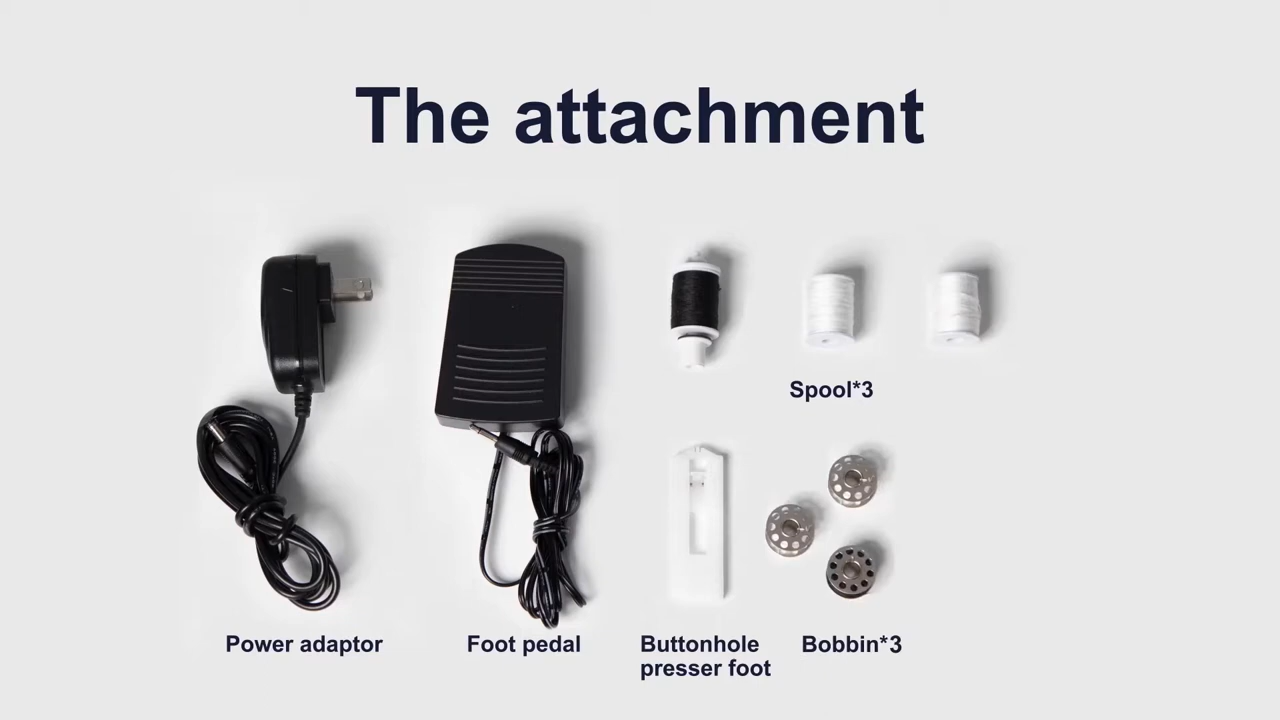 The attachment
Spool*3
Power adaptor
Foot pedal
Buttonhole
presser foot
Bobbin*3